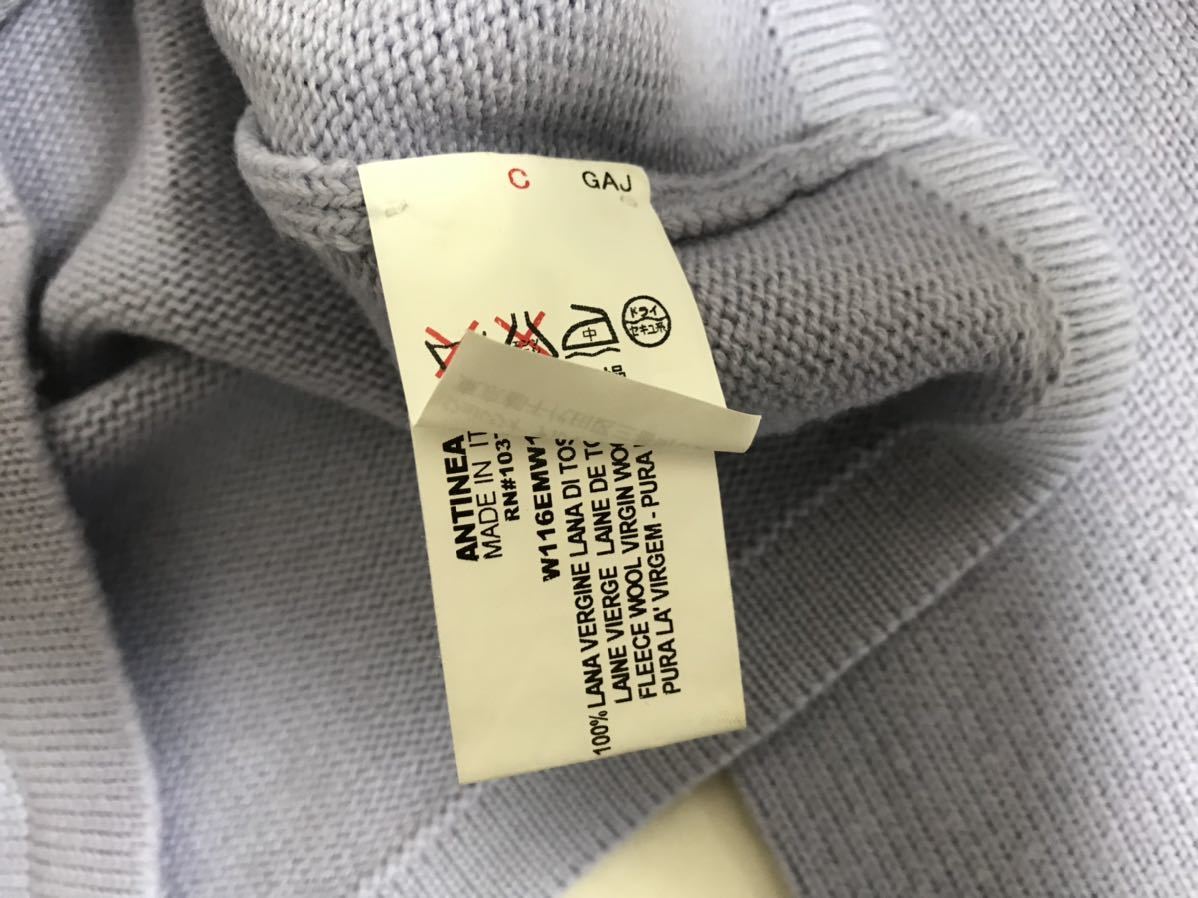 C GAJ
中
ドライ
セキユ系
ANTINEA
MADE IN IT
RN#103
W116EMW1
100% LANA VERGINE LANA DI TOS
LAINE VIERGE LAINE DE TO
FLEECE WOOL VIRGIN WOO
PURA LA' VIRGEM - PURA